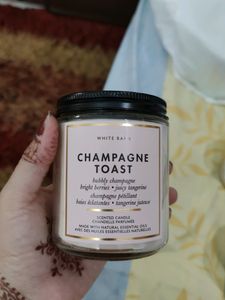 WHITE BARN
CHAMPAGNE
TOAST
bubbly champagne
bright berries • juicy tangerine
champagne pétillant
baies éclatantes • tangerine juteuse
SCENTED CANDLE
CHANDELLE PARFUMÉE
MADE WITH NATURAL ESSENTIAL OILS
AVEC DES HUILES ESSENTIELLES NATURELLES